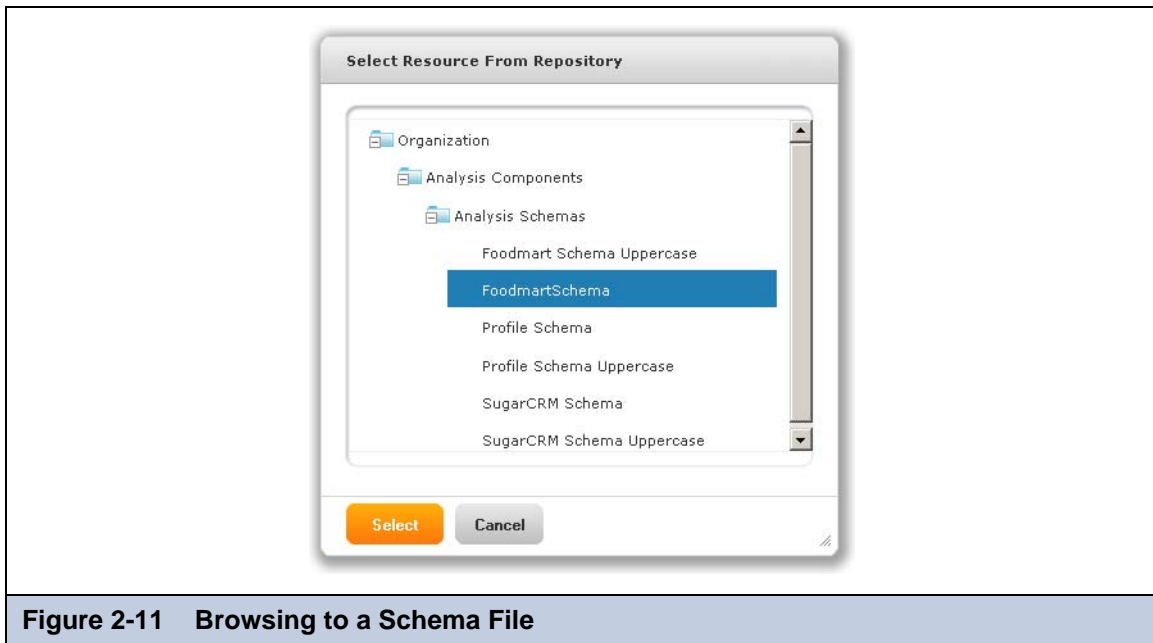 Select Resource From Repository
Organization
Analysis Components
Analysis Schemas
Foodmart Schema Uppercase
FoodmartSchema
Profile Schema
Profile Schema Uppercase
SugarCRM Schema
SugarCRM Schema Uppercase
Select Cancel
Figure 2-11 Browsing to a Schema File